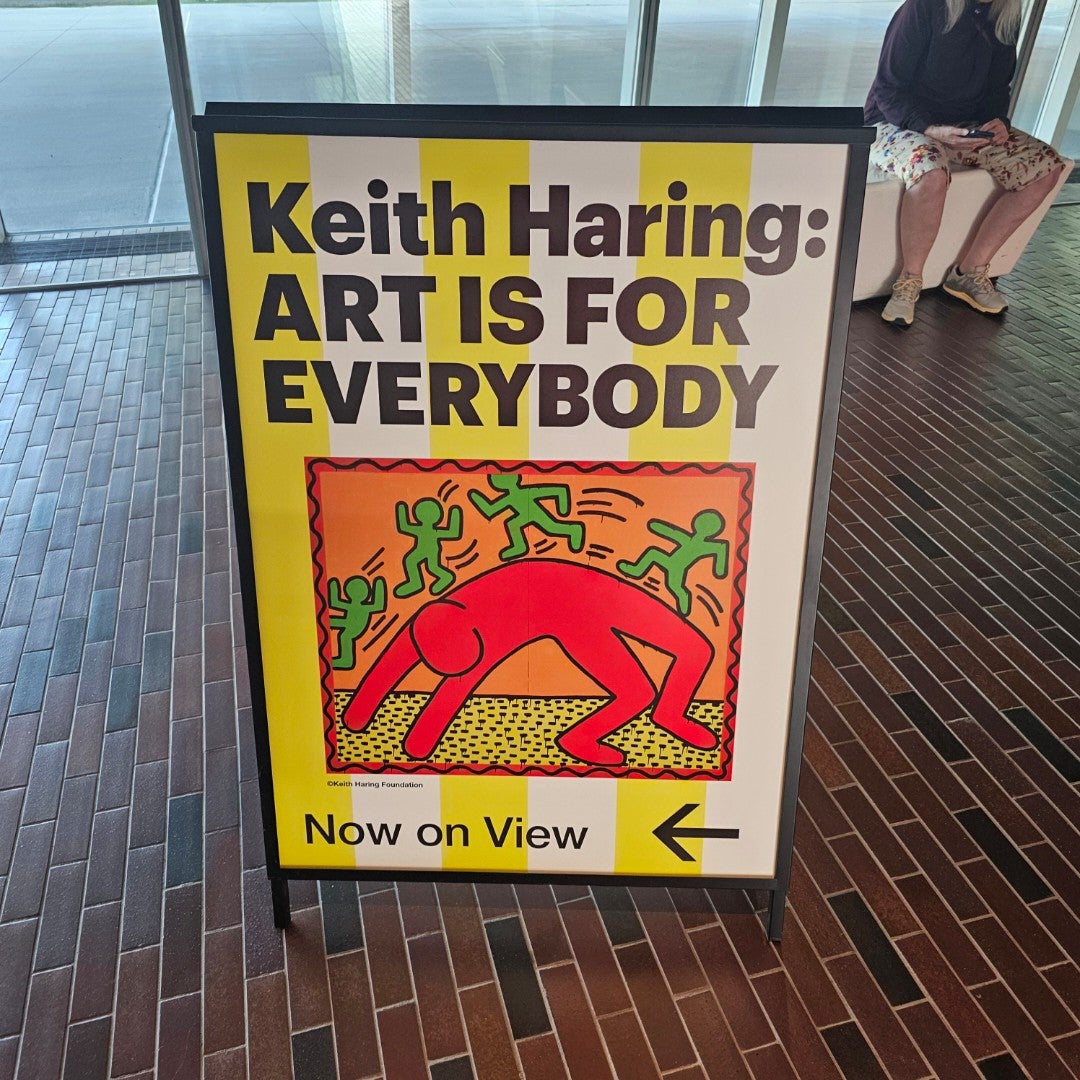 Keith Haring:
ART IS FOR
EVERYBODY
©Keith Haring Foundation
Now on View